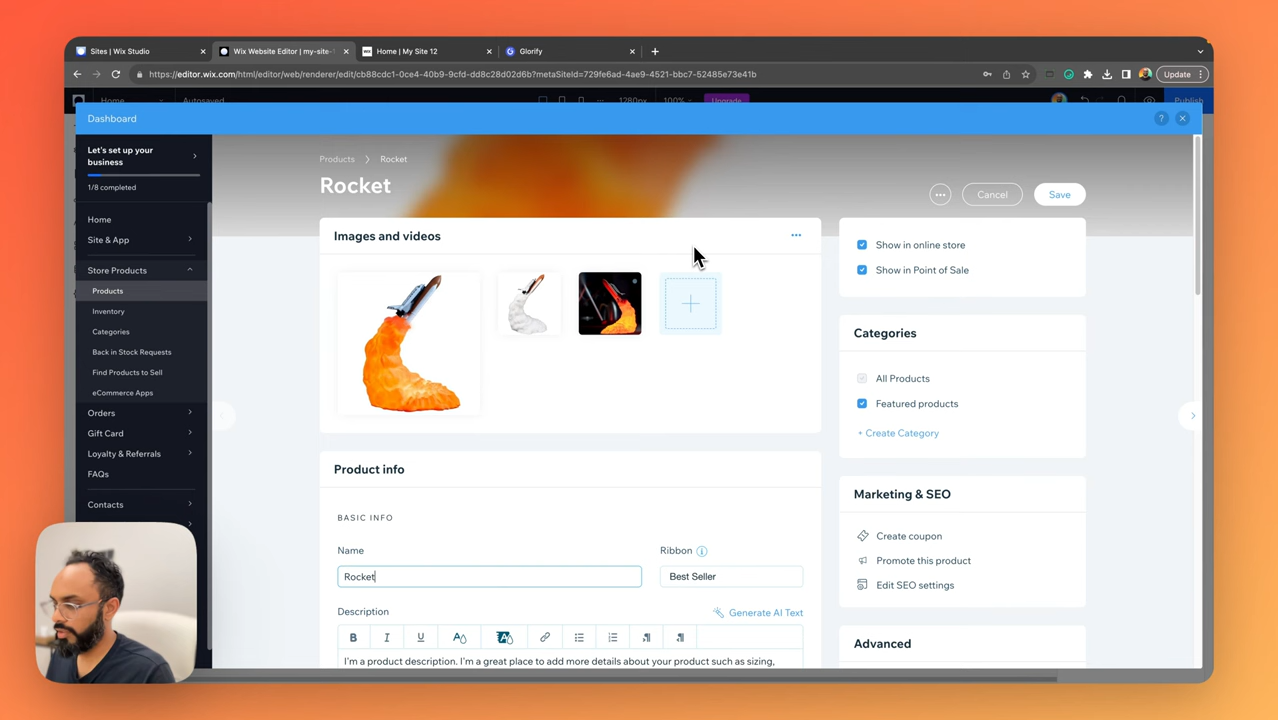 Sites | Wix Studio
Wix Website Editor | my-site-1
Home | My Site 12
Glorify
https://editor.wix.com/html/editor/web/renderer/edit/cb88cdc1-0ce4-40b9-9cfd-dd8c28d02d6b?metaSiteId=729fe6ad-4ae9-4521-bbc7-52485e73e41b
Update
Home
Autosaved
1280px
100%
Upgrade
Publish
Dashboard
?
Let's set up your
business
1/8 completed
Home
Site & App
Store Products
Products
Inventory
Categories
Back in Stock Requests
Find Products to Sell
eCommerce Apps
Orders
Gift Card
Loyalty & Referrals
FAQs
Contacts
Products > Rocket
Rocket
Cancel
Save
Images and videos
Product info
BASIC INFO
Name
Ribbon
Rocket
Best Seller
Description
Generate AI Text
B I U
I'm a product description. I'm a great place to add more details about your product such as sizing,
Show in online store
Show in Point of Sale
Categories
All Products
Featured products
+ Create Category
Marketing & SEO
Create coupon
Promote this product
Edit SEO settings
Advanced